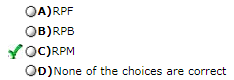 A)RPF
B)RPB
C)RPM
D)None of the choices are correct